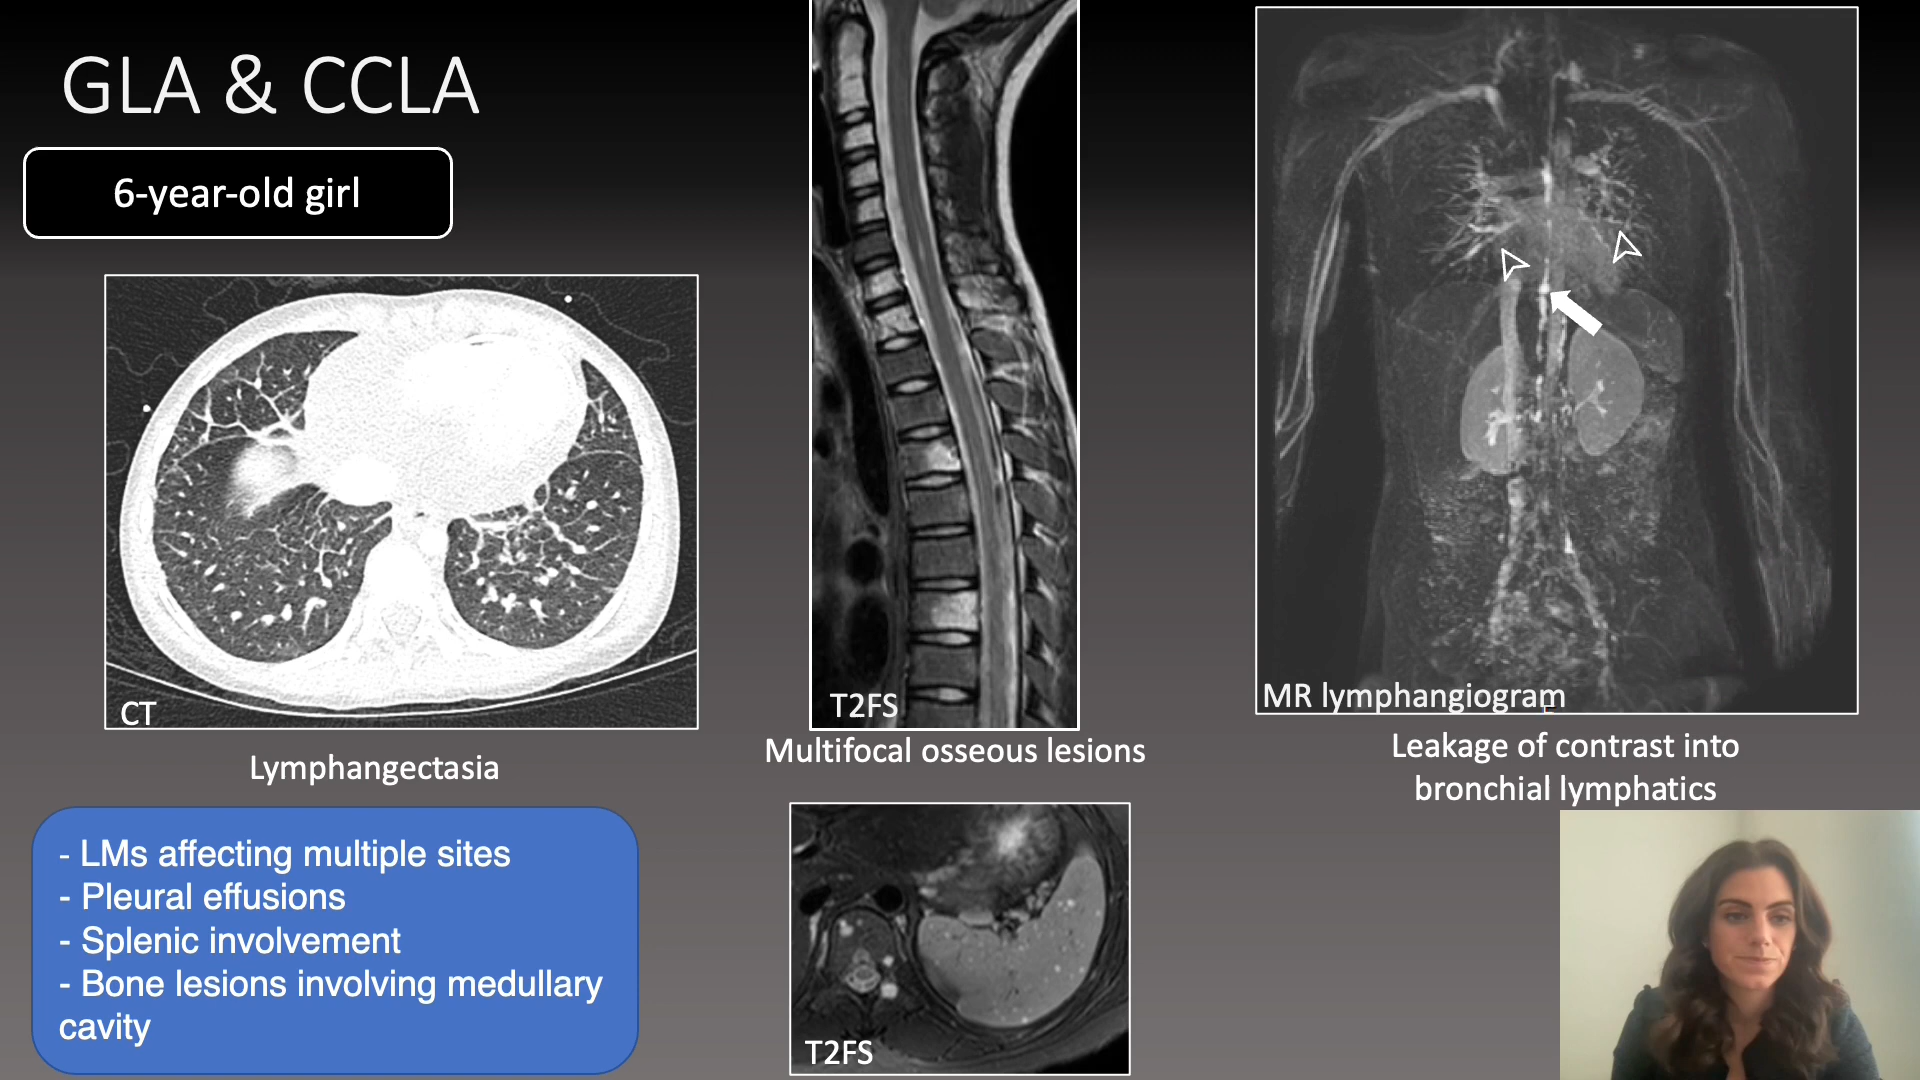 GLA & CCLA
6-year-old girl
CT
Lymphangectasia
T2FS
Multifocal osseous lesions
MR lymphangiogram
Leakage of contrast into
bronchial lymphatics
- LMs affecting multiple sites
- Pleural effusions
- Splenic involvement
- Bone lesions involving medullary
cavity
T2FS